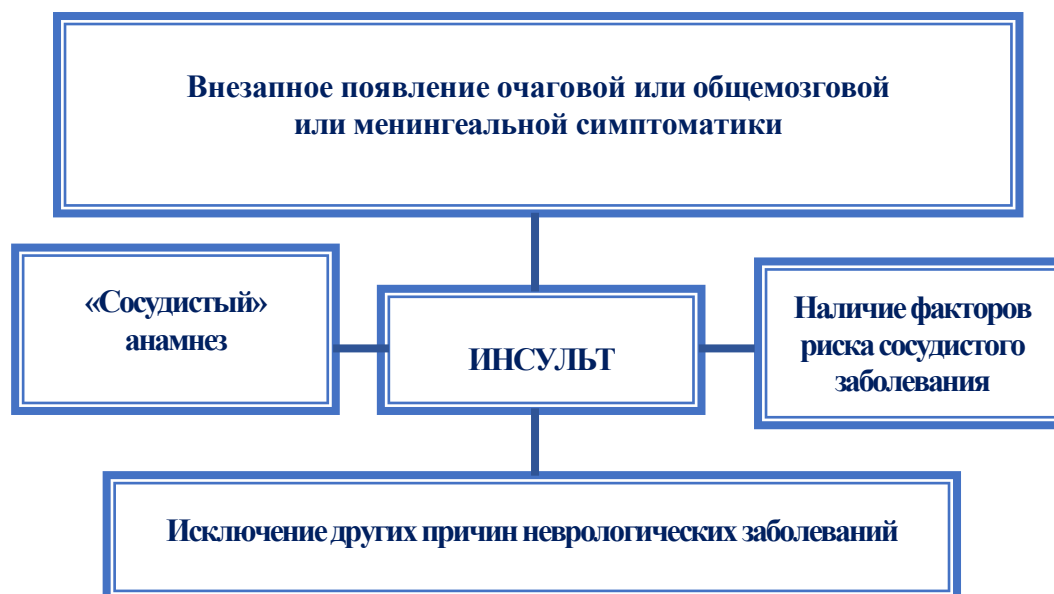 Внезапное появление очаговой или общемозговой
или менингеальной симптоматики
«Сосудистый»
анамнез
ИНСУЛЬТ
Наличие факторов
риска сосудистого
заболевания
Исключение других причин неврологических заболеваний